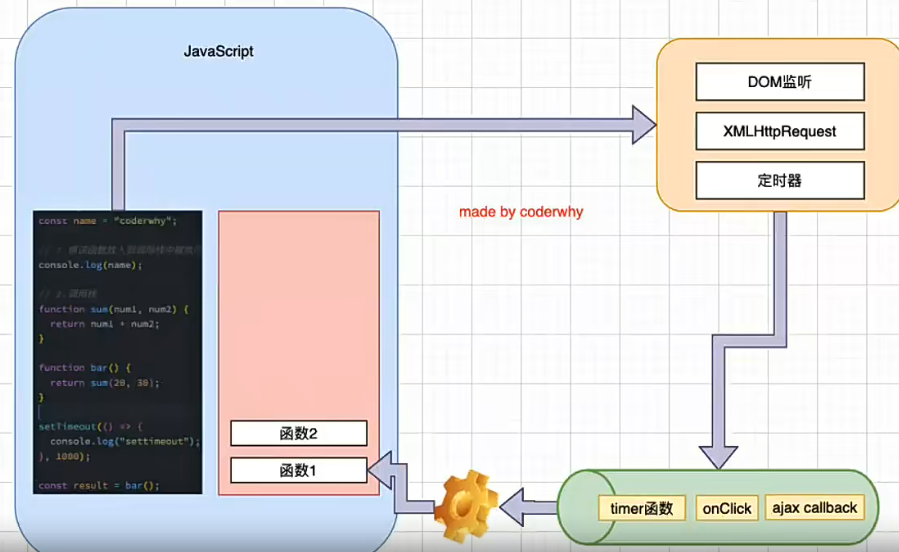 JavaScript
DOM监听
XMLHttpRequest
定时器
made by coderwhy
const name = "coderwhy";
console.log(name);
// 2.调用栈
function sum(num1, num2) {
return num1 + num2;
}
function bar() {
return sum(20, 30);
}
setTimeout(() => {
console.log("settimeout");
}, 1000);
const result = bar();
函数2
函数1
timer函数
onClick
ajax callback